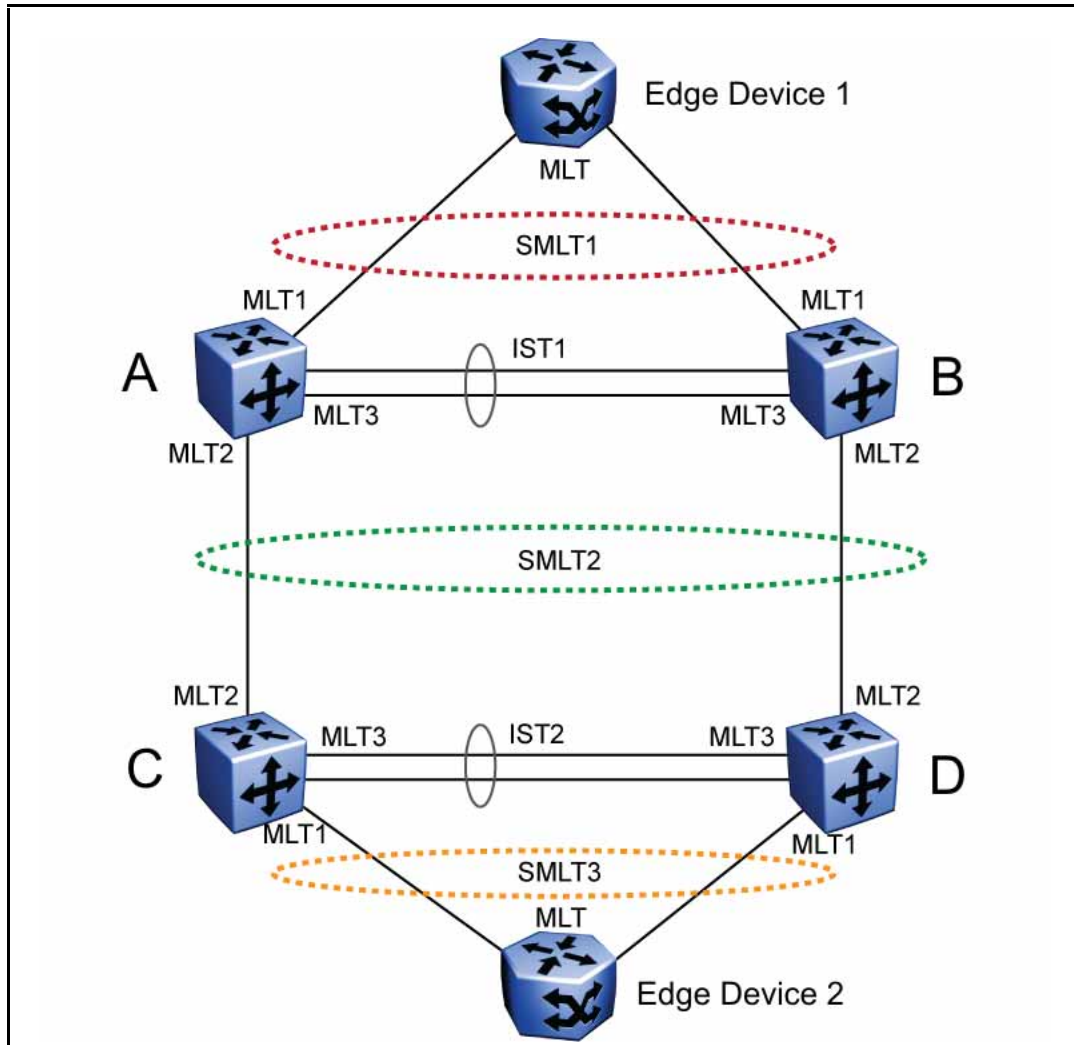 Edge Device 1
MLT
SMLT1
MLT1
MLT1
IST1
A
B
MLT3
MLT3
MLT2
MLT2
SMLT2
MLT2
MLT2
MLT3
IST2
MLT3
C
D
MLT1
MLT1
SMLT3
MLT
Edge Device 2